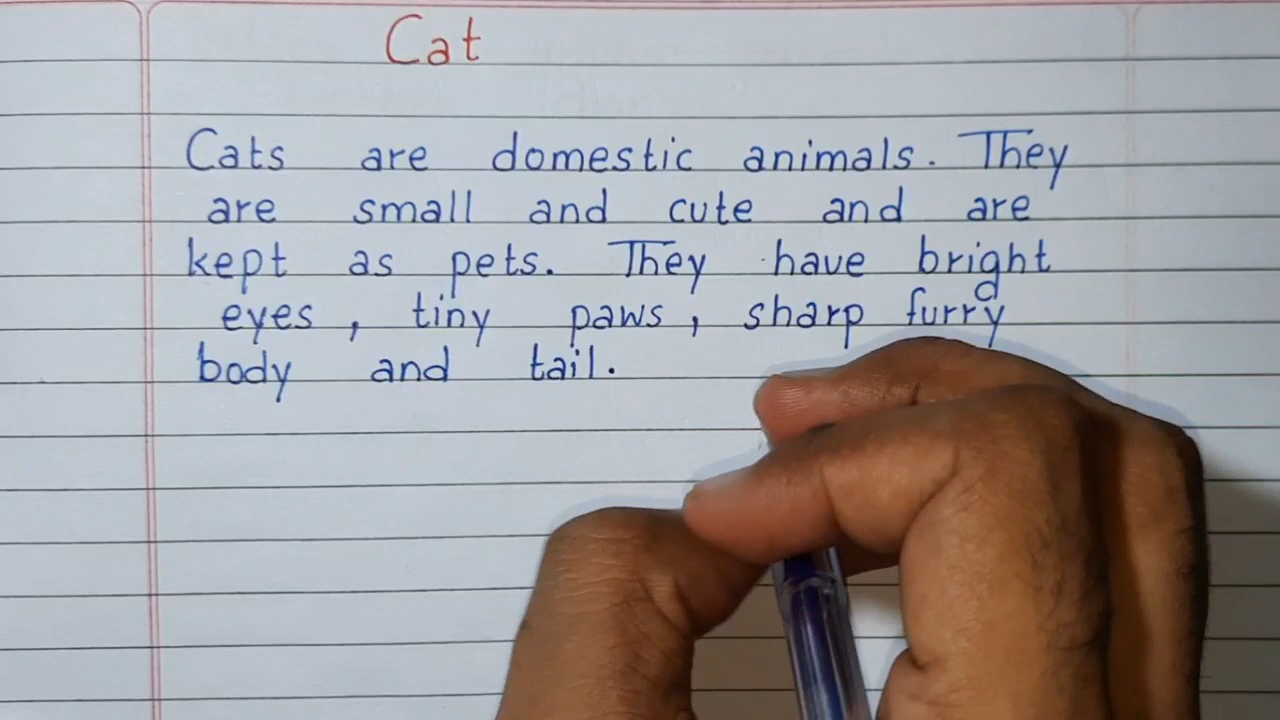 Cat
Cats are domestic animals. They
are small and cute and are
kept as pets. They have bright
eyes, tiny paws, sharp furry
body and tail.